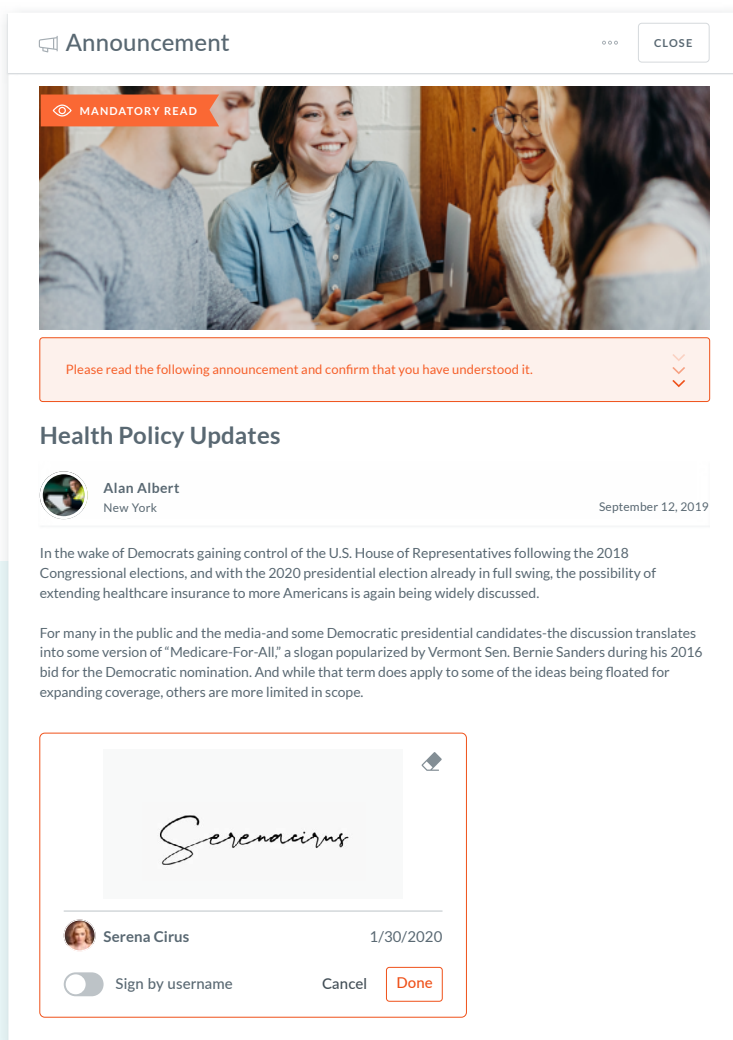 Announcement
CLOSE
MANDATORY READ
Please read the following announcement and confirm that you have understood it.
Health Policy Updates
Alan Albert
New York
September 12, 2019
In the wake of Democrats gaining control of the U.S. House of Representatives following the 2018
Congressional elections, and with the 2020 presidential election already in full swing, the possibility of
extending healthcare insurance to more Americans is again being widely discussed.
For many in the public and the media-and some Democratic presidential candidates-the discussion translates
into some version of “Medicare-For-All,” a slogan popularized by Vermont Sen. Bernie Sanders during his 2016
bid for the Democratic nomination. And while that term does apply to some of the ideas being floated for
expanding coverage, others are more limited in scope.
Serenacirus
Serena Cirus
1/30/2020
Sign by username
Cancel
Done